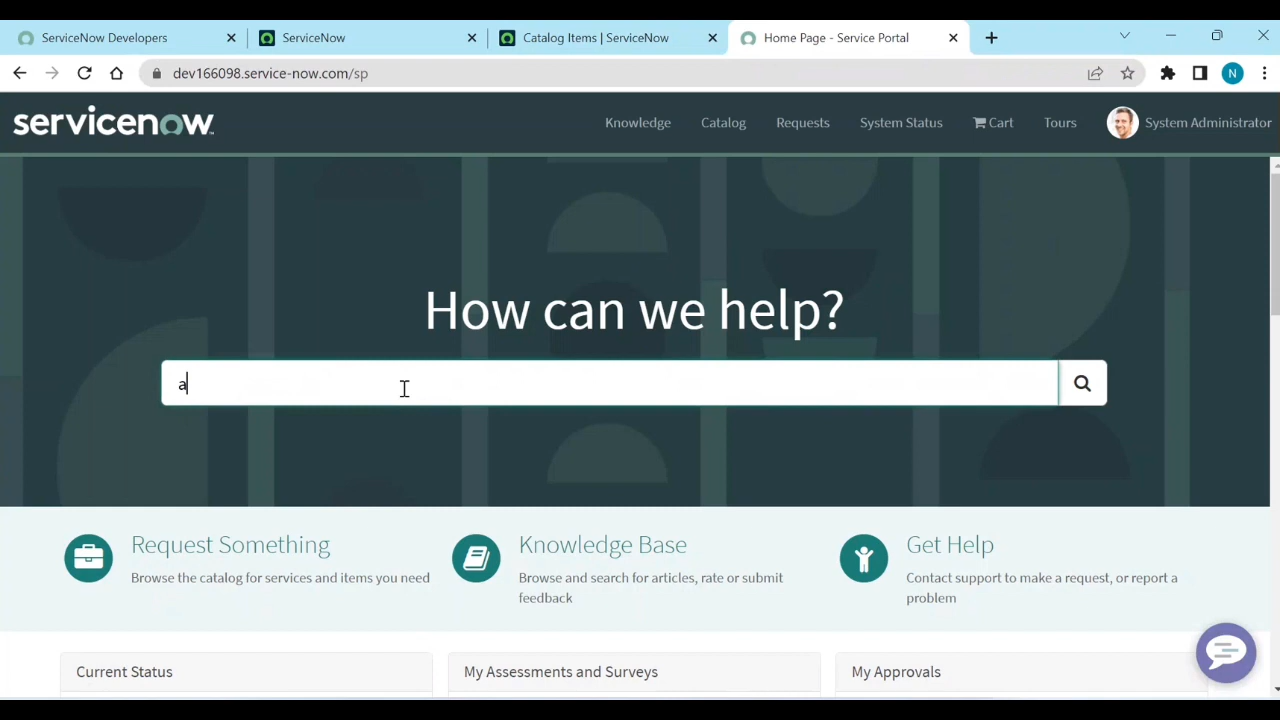 ServiceNow Developers
ServiceNow
Catalog Items | ServiceNow
Home Page - Service Portal
dev166098.service-now.com/sp
N
servicenow
Knowledge
Catalog
Requests
System Status
Cart
Tours
System Administrator
How can we help?
a
Request Something
Browse the catalog for services and items you need
Knowledge Base
Browse and search for articles, rate or submit
feedback
Get Help
Contact support to make a request, or report a
problem
Current Status
My Assessments and Surveys
My Approvals